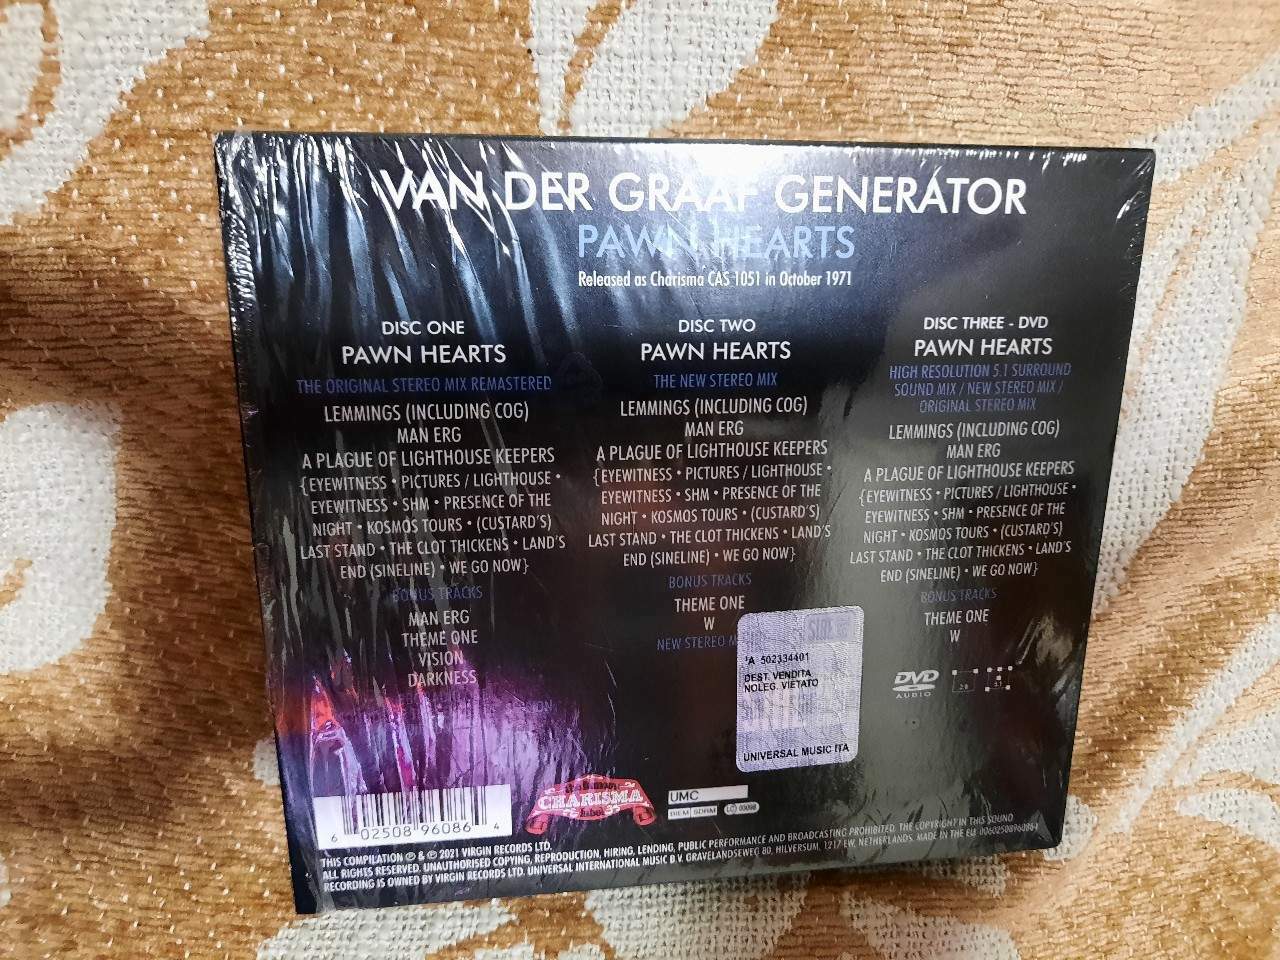 VAN DER GRAAF GENERATOR
PAWN HEARTS
Released as Charisma CAS 1051 in October 1971
DISC ONE
PAWN HEARTS
THE ORIGINAL STEREO MIX REMASTERED
LEMMINGS (INCLUDING COG)
MAN ERG
A PLAGUE OF LIGHTHOUSE KEEPERS
{EYEWITNESS • PICTURES / LIGHTHOUSE •
EYEWITNESS • SHM • PRESENCE OF THE
NIGHT • KOSMOS TOURS • (CUSTARD'S)
LAST STAND • THE CLOT THICKENS • LAND'S
END (SINELINE) • WE GO NOW}
BONUS TRACKS
MAN ERG
THEME ONE
VISION
DARKNESS
DISC TWO
PAWN HEARTS
THE NEW STEREO MIX
LEMMINGS (INCLUDING COG)
MAN ERG
A PLAGUE OF LIGHTHOUSE KEEPERS
{EYEWITNESS • PICTURES / LIGHTHOUSE •
EYEWITNESS • SHM • PRESENCE OF THE
NIGHT • KOSMOS TOURS • (CUSTARD'S)
LAST STAND • THE CLOT THICKENS • LAND'S
END (SINELINE) • WE GO NOW}
BONUS TRACKS
THEME ONE
W
NEW STEREO
DISC THREE - DVD
PAWN HEARTS
HIGH RESOLUTION 5.1 SURROUND
SOUND MIX / NEW STEREO MIX /
ORIGINAL STEREO MIX
LEMMINGS (INCLUDING COG)
MAN ERG
A PLAGUE OF LIGHTHOUSE KEEPERS
{EYEWITNESS • PICTURES / LIGHTHOUSE •
EYEWITNESS • SHM • PRESENCE OF THE
NIGHT • KOSMOS TOURS • (CUSTARD'S)
LAST STAND • THE CLOT THICKENS • LAND'S
END (SINELINE) • WE GO NOW}
BONUS TRACKS
THEME ONE
W
DVD
AUDIO
2.0 5.1
SIAE
A 502334401
DEST. VENDITA
NOLEG. VIETATO
UNIVERSAL MUSIC ITA
6 02508 96086 4
CHARISMA
label
UMC
BIEM SDRM LC 03098
THIS COMPILATION ℗ & © 2021 VIRGIN RECORDS LTD.
ALL RIGHTS RESERVED. UNAUTHORISED COPYING, REPRODUCTION, HIRING, LENDING, PUBLIC PERFORMANCE AND BROADCASTING PROHIBITED. THE COPYRIGHT IN THIS SOUND
RECORDING IS OWNED BY VIRGIN RECORDS LTD. UNIVERSAL INTERNATIONAL MUSIC B.V. GRAVELANDSEWEG 80, HILVERSUM, 1217 EW, NETHERLANDS. MADE IN THE EU. 00602508960864